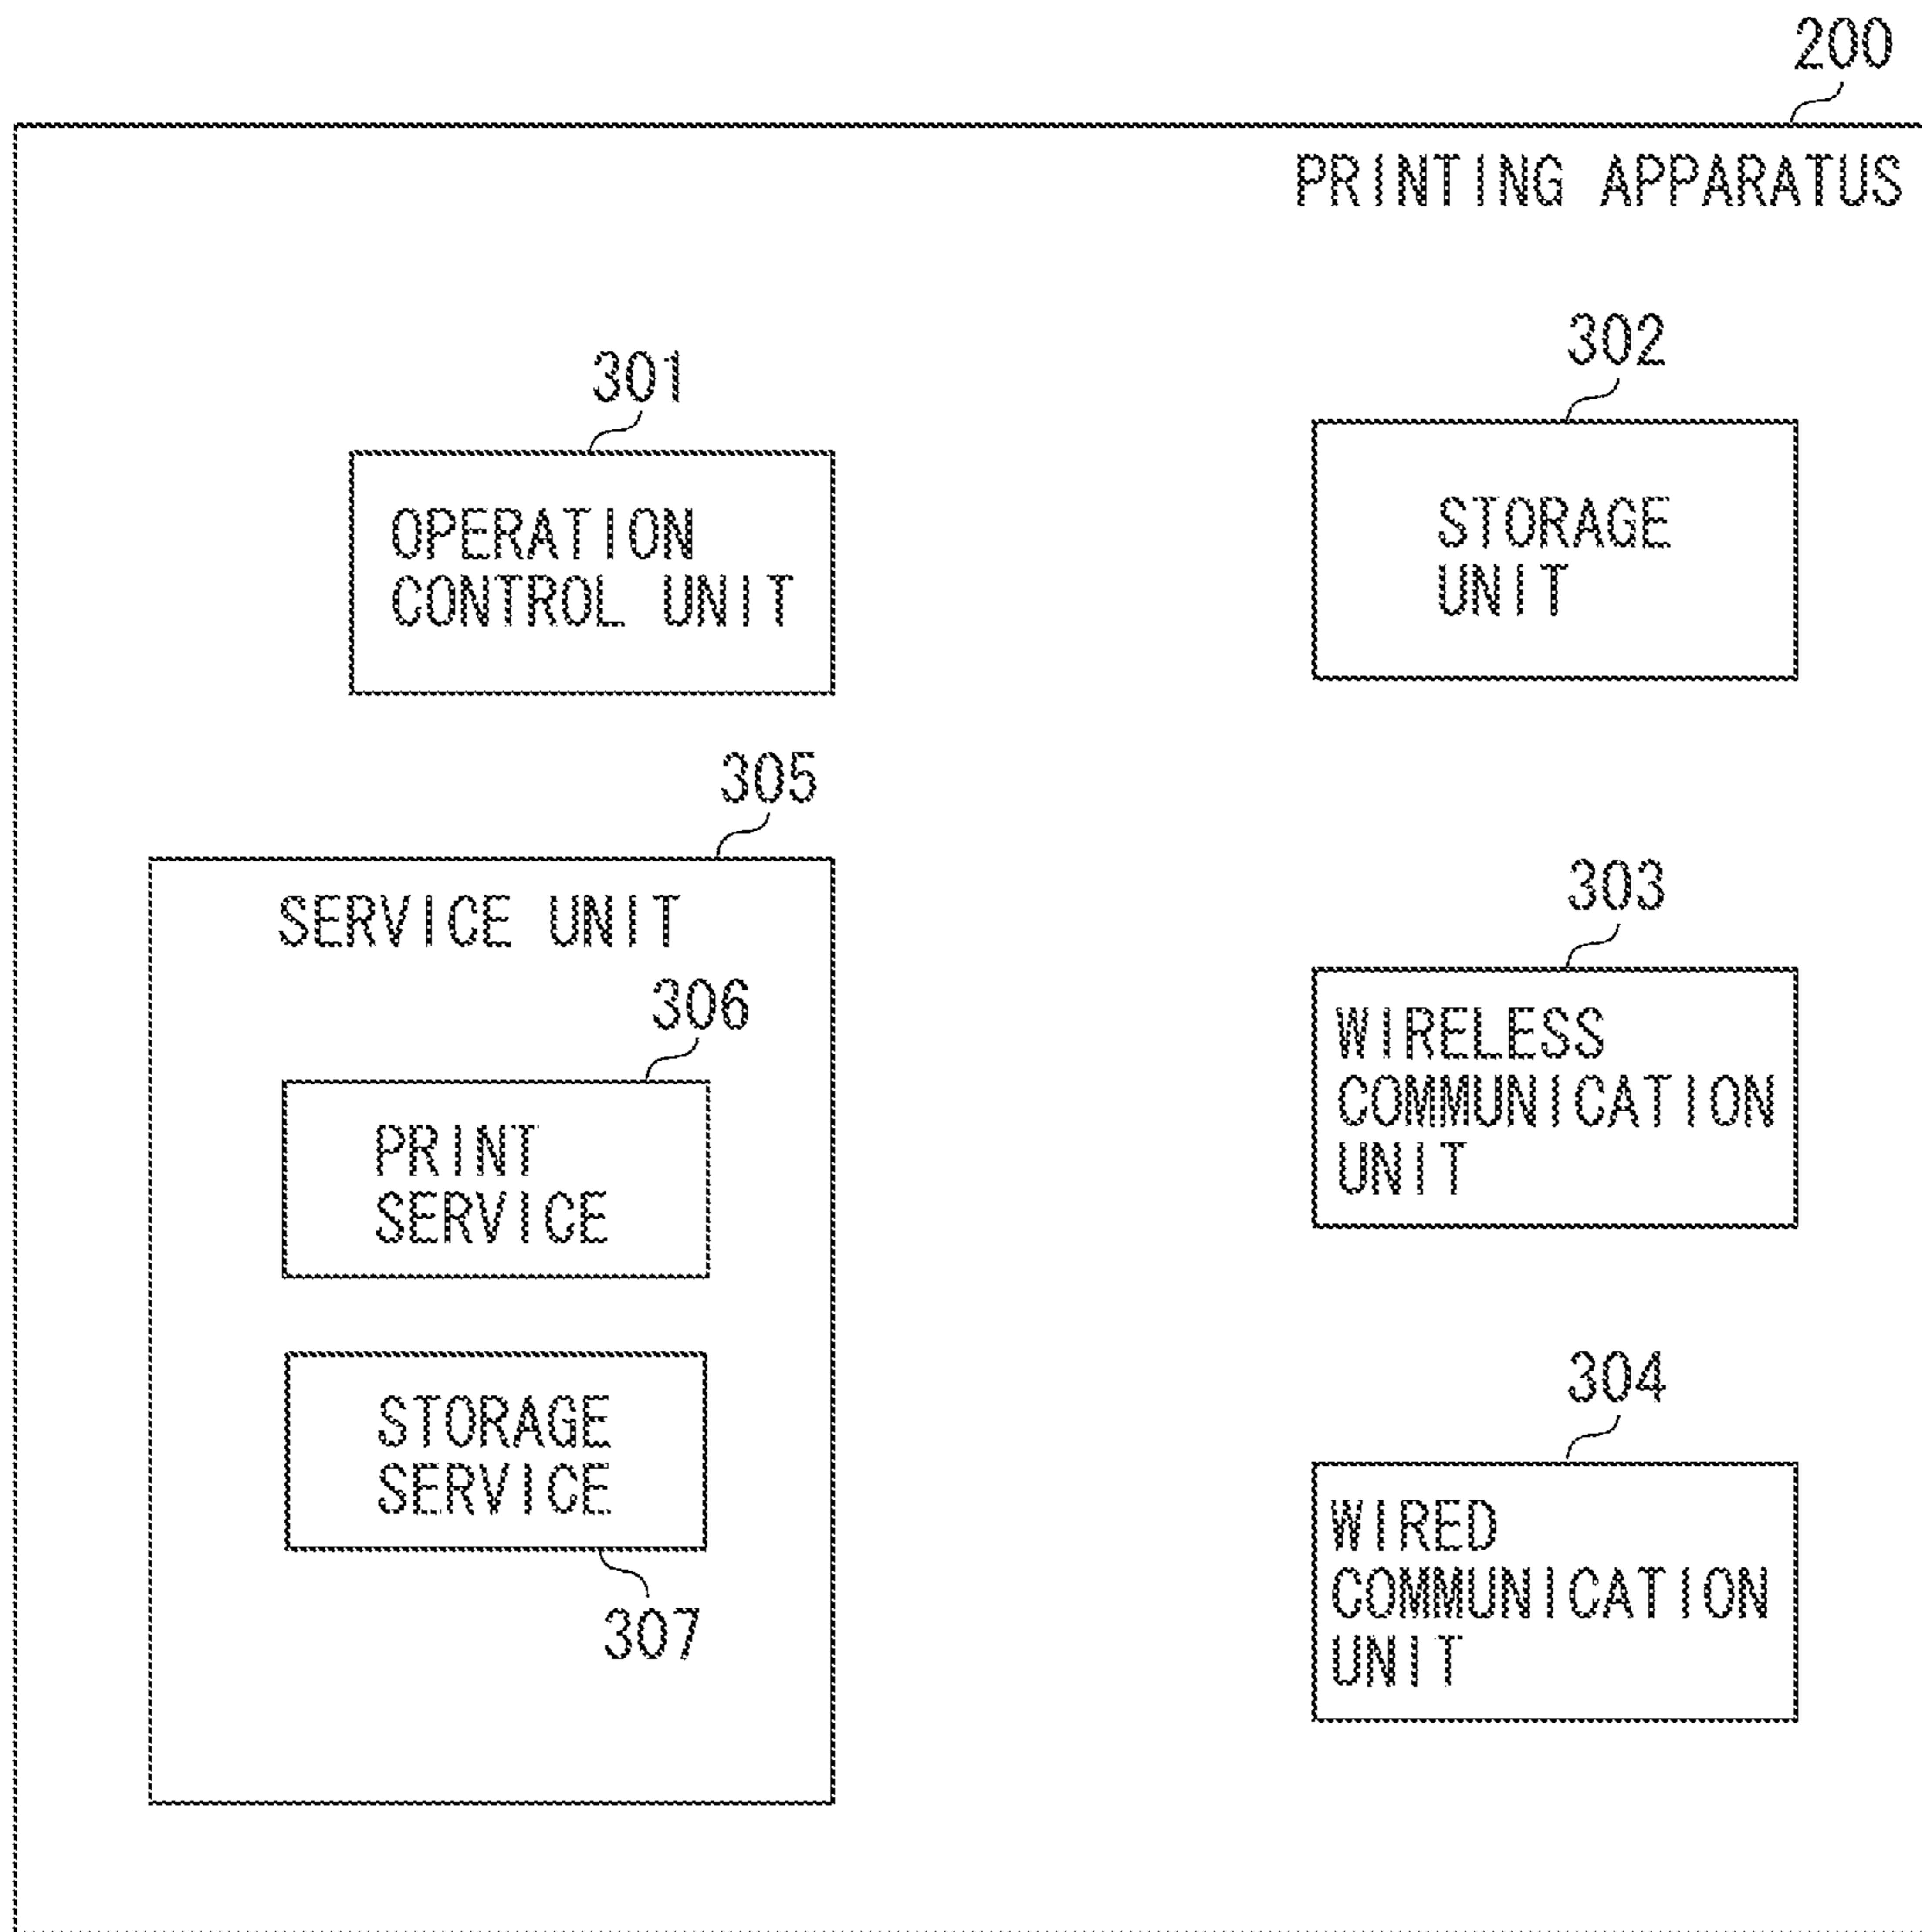 200
PRINTING APPARATUS
301
OPERATION
CONTROL UNIT
302
STORAGE
UNIT
305
SERVICE UNIT
306
PRINT
SERVICE
STORAGE
SERVICE
307
303
WIRELESS
COMMUNICATION
UNIT
304
WIRED
COMMUNICATION
UNIT